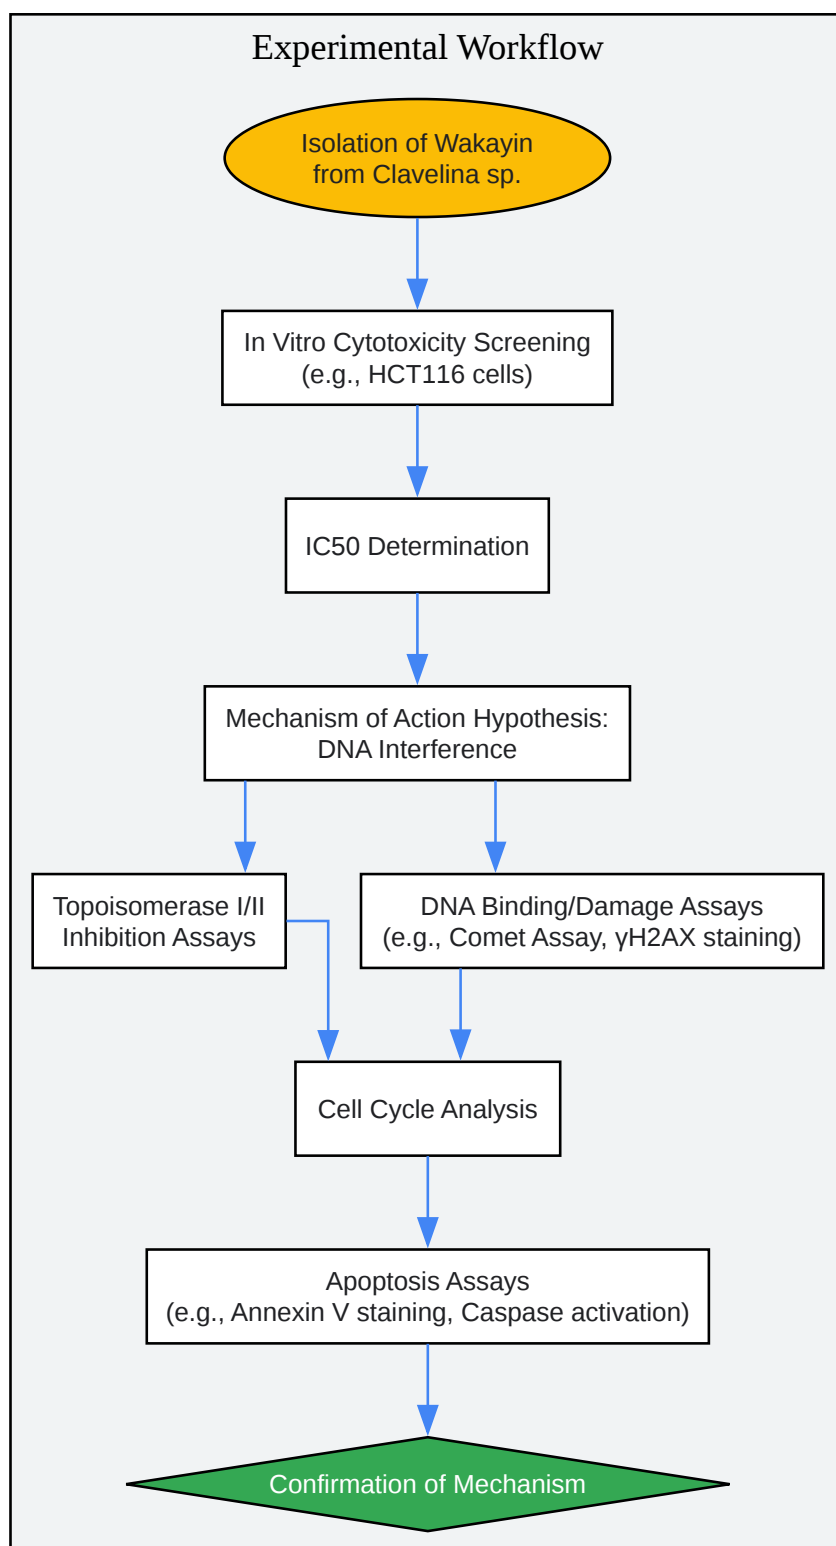 Experimental Workflow
Isolation of Wakayin
from Clavelina sp.
In Vitro Cytotoxicity Screening
(e.g., HCT116 cells)
IC50 Determination
Mechanism of Action Hypothesis:
DNA Interference
Topoisomerase I/II
Inhibition Assays
DNA Binding/Damage Assays
(e.g., Comet Assay, γH2AX staining)
Cell Cycle Analysis
Apoptosis Assays
(e.g., Annexin V staining, Caspase activation)
Confirmation of Mechanism